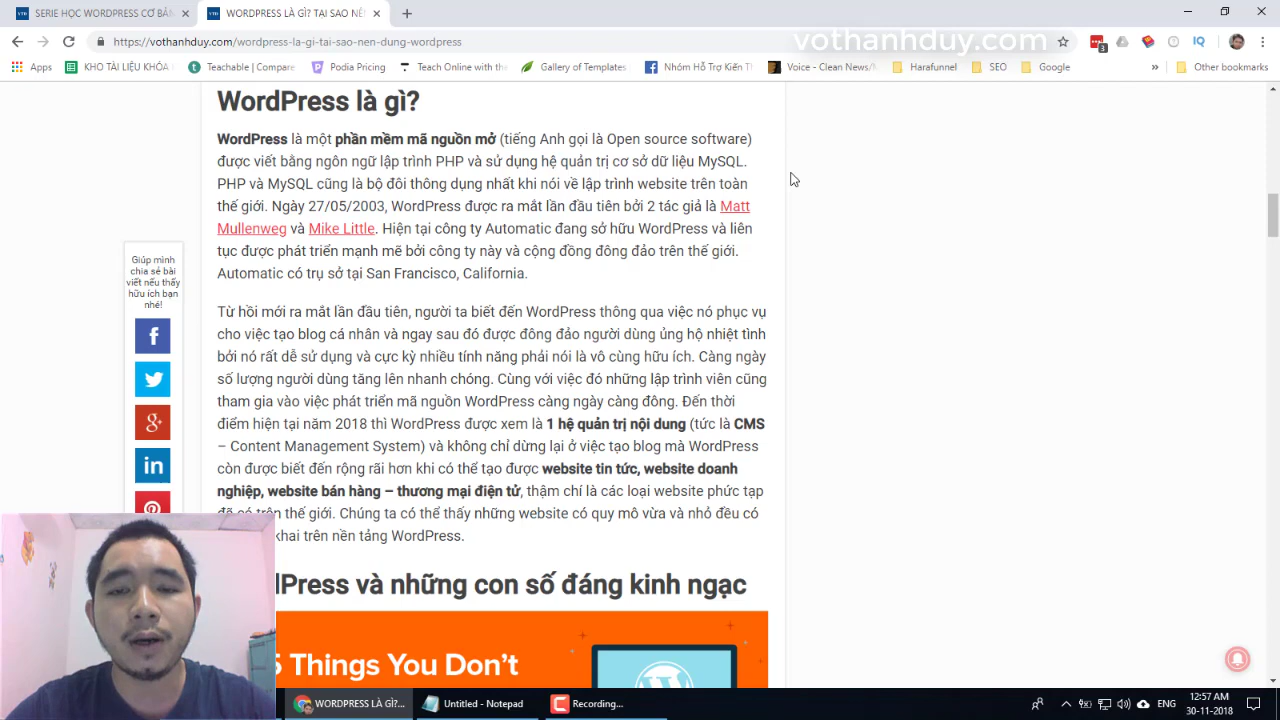 SERIE HỌC WORDPRESS CƠ BẢN
WORDPRESS LÀ GÌ? TẠI SAO NÊN
https://vothanhduy.com/wordpress-la-gi-tai-sao-nen-dung-wordpress
vothanhduy.com
3
IQ
Apps
KHO TÀI LIỆU KHÓA
Teachable | Compare
Podia Pricing
Teach Online with the
Gallery of Templates
Nhóm Hỗ Trợ Kiến T
Voice - Clean News/
Harafunnel
SEO
Google
Other bookmarks
WordPress là gì?
WordPress là một phần mềm mã nguồn mở (tiếng Anh gọi là Open source software)
được viết bằng ngôn ngữ lập trình PHP và sử dụng hệ quản trị cơ sở dữ liệu MySQL.
PHP và MySQL cũng là bộ đôi thông dụng nhất khi nói về lập trình website trên toàn
thế giới. Ngày 27/05/2003, WordPress được ra mắt lần đầu tiên bởi 2 tác giả là Matt
Mullenweg và Mike Little. Hiện tại công ty Automatic đang sở hữu WordPress và liên
tục được phát triển mạnh mẽ bởi công ty này và cộng đồng đông đảo trên thế giới.
Automatic có trụ sở tại San Francisco, California.
Giúp mình
chia sẻ bài
viết nếu thấy
hữu ích bạn
nhé!
Từ hồi mới ra mắt lần đầu tiên, người ta biết đến WordPress thông qua việc nó phục vụ
cho việc tạo blog cá nhân và ngay sau đó được đông đảo người dùng ủng hộ nhiệt tình
bởi nó rất dễ sử dụng và cực kỳ nhiều tính năng phải nói là vô cùng hữu ích. Càng ngày
số lượng người dùng tăng lên nhanh chóng. Cùng với việc đó những lập trình viên cũng
tham gia vào việc phát triển mã nguồn WordPress càng ngày càng đông. Đến thời
điểm hiện tại năm 2018 thì WordPress được xem là 1 hệ quản trị nội dung (tức là CMS
– Content Management System) và không chỉ dừng lại ở việc tạo blog mà WordPress
còn được biết đến rộng rãi hơn khi có thể tạo được website tin tức, website doanh
nghiệp, website bán hàng – thương mại điện tử, thậm chí là các loại website phức tạp
đã có trên thế giới. Chúng ta có thể thấy những website có quy mô vừa và nhỏ đều có
khai trên nền tảng WordPress.
dPress và những con số đáng kinh ngạc
Things You Don't
WORDPRESS LÀ GÌ?...
Untitled - Notepad
Recording...
ENG
12:57 AM
30-11-2018